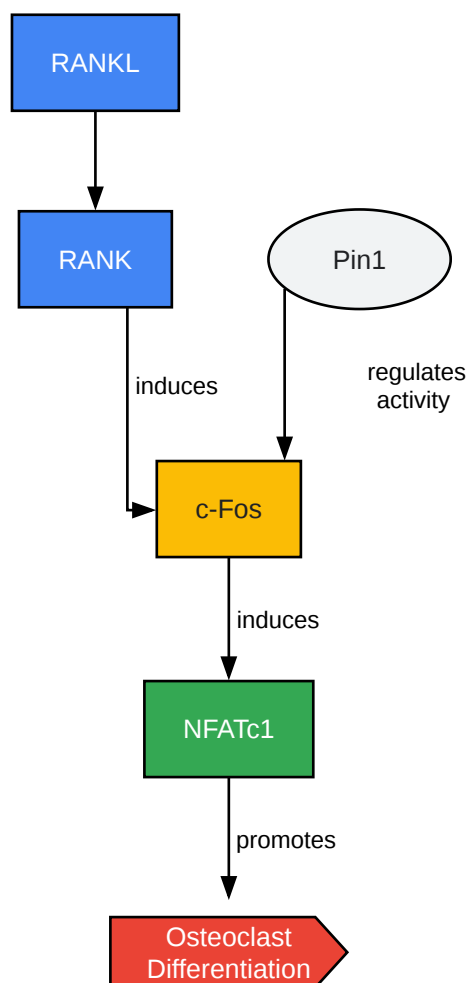 RANKL
RANK
Pin1
induces
regulates
activity
c-Fos
induces
NFATc1
promotes
Osteoclast
Differentiation